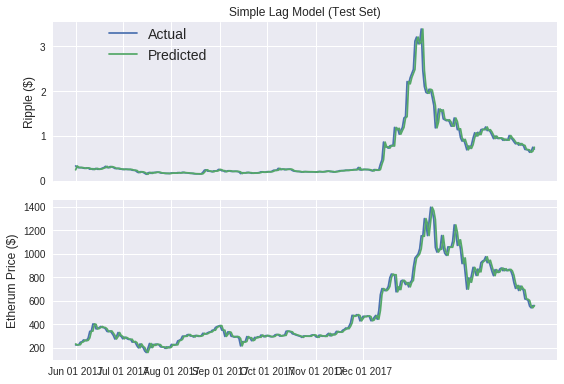 Simple Lag Model (Test Set)
Actual
Predicted
Ripple ($)
3
2
1
0
Etherum Price ($)
1400
1200
1000
800
600
400
200
Jun 01 2017 Jul 01 2017 Aug 01 2017 Sep 01 2017 Oct 01 2017 Nov 01 2017 Dec 01 2017